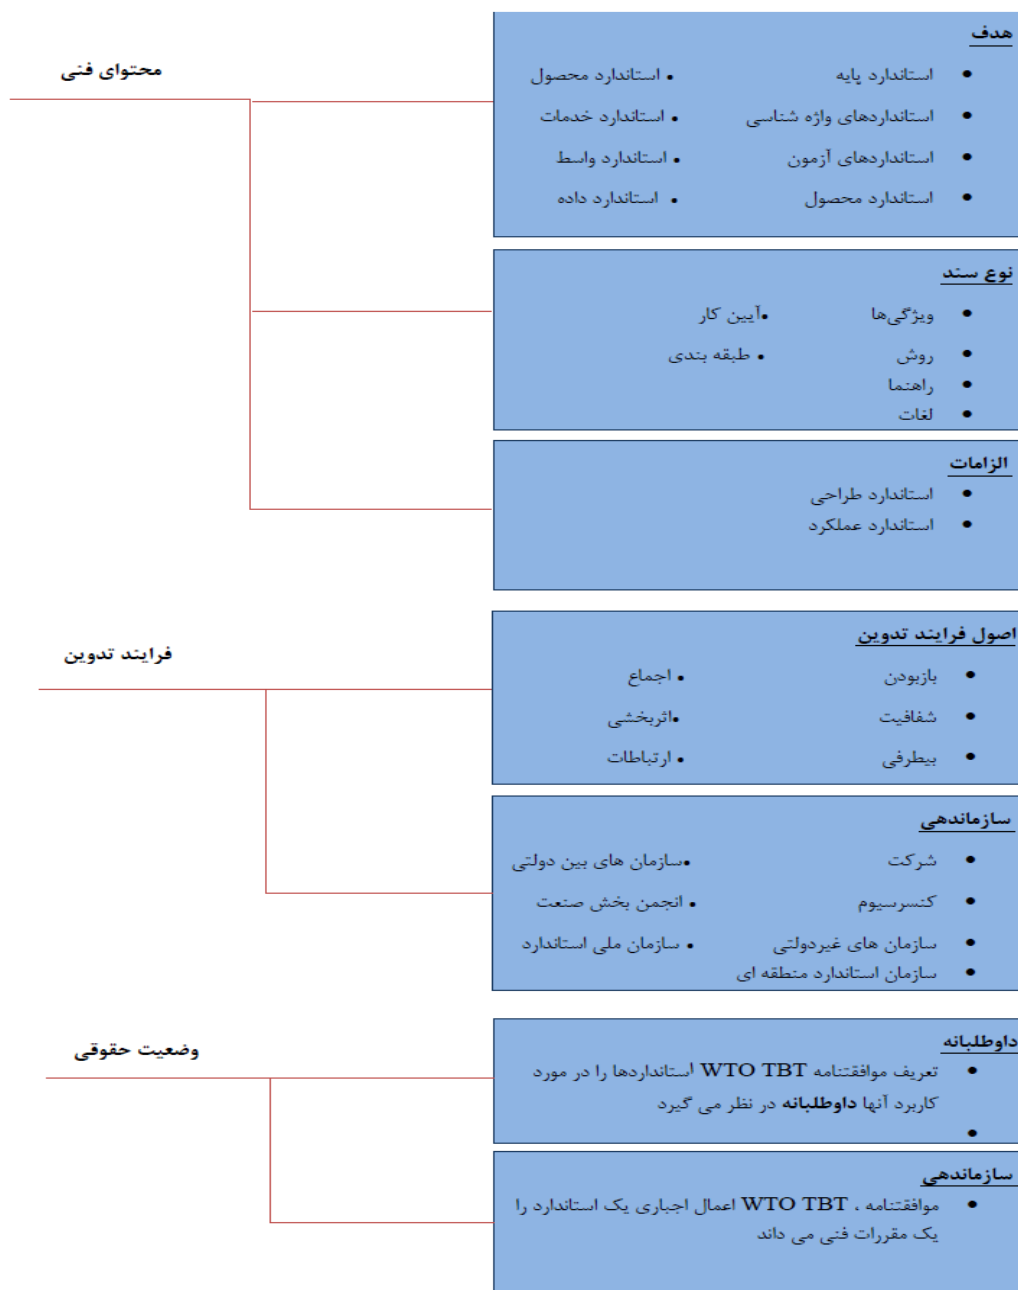 محتوای فنی
هدف
• استاندارد پایه • استاندارد محصول
• استانداردهای واژه شناسی • استاندارد خدمات
• استانداردهای آزمون • استاندارد واسط
• استاندارد محصول • استاندارد داده
نوع سند
• ویژگی‌ها •آیین کار
• روش • طبقه بندی
• راهنما
• لغات
الزامات
• استاندارد طراحی
• استاندارد عملکرد
فرایند تدوین
اصول فرایند تدوین
• بازبودن • اجماع
• شفافیت •اثربخشی
• بیطرفی • ارتباطات
سازماندهی
• شرکت •سازمان های بین دولتی
• کنسرسیوم • انجمن بخش صنعت
• سازمان های غیردولتی • سازمان ملی استاندارد
• سازمان استاندارد منطقه ای
وضعیت حقوقی
داوطلبانه
• تعریف موافقتنامه WTO TBT استانداردها را در مورد
کاربرد آنها داوطلبانه در نظر می گیرد
•
سازماندهی
• موافقتنامه ، WTO TBT اعمال اجباری یک استاندارد را
یک مقررات فنی می داند